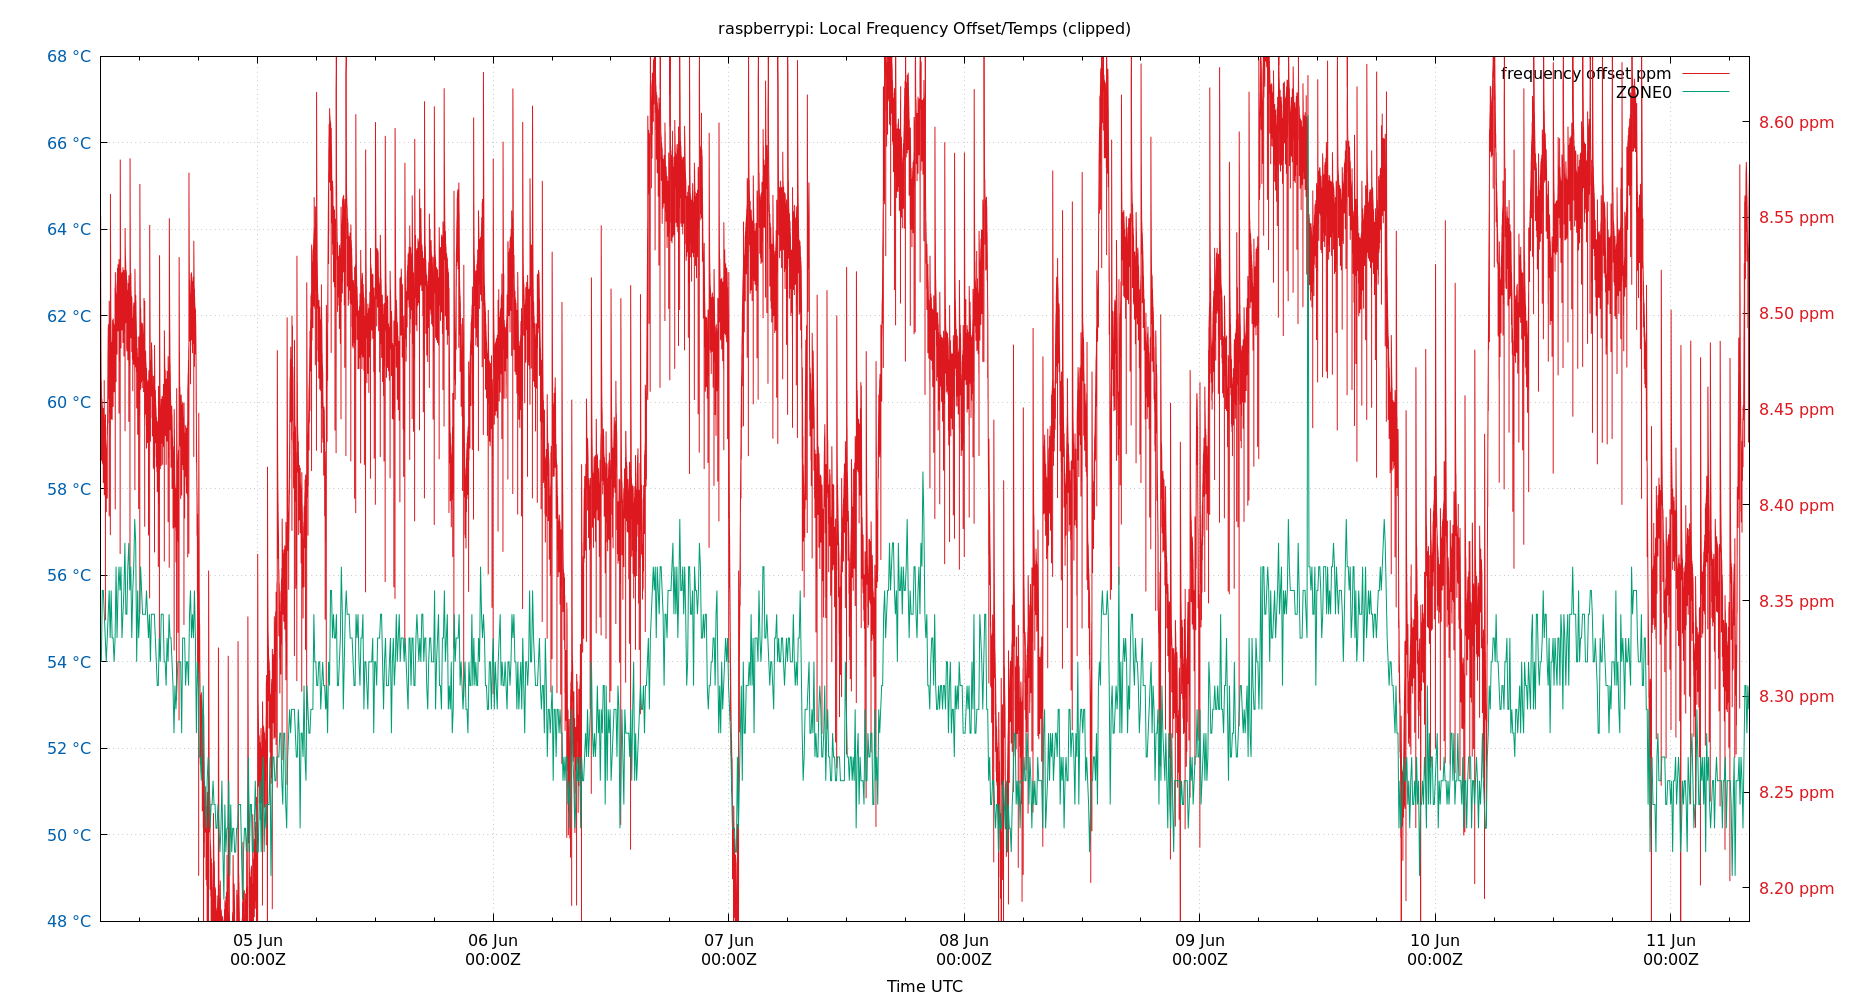 raspberrypi: Local Frequency Offset/Temps (clipped)
68 °C
66 °C
64 °C
62 °C
60 °C
58 °C
56 °C
54 °C
52 °C
50 °C
48 °C
frequency offset ppm
ZONE0
8.60 ppm
8.55 ppm
8.50 ppm
8.45 ppm
8.40 ppm
8.35 ppm
8.30 ppm
8.25 ppm
8.20 ppm
05 Jun
00:00Z
06 Jun
00:00Z
07 Jun
00:00Z
08 Jun
00:00Z
09 Jun
00:00Z
10 Jun
00:00Z
11 Jun
00:00Z
Time UTC